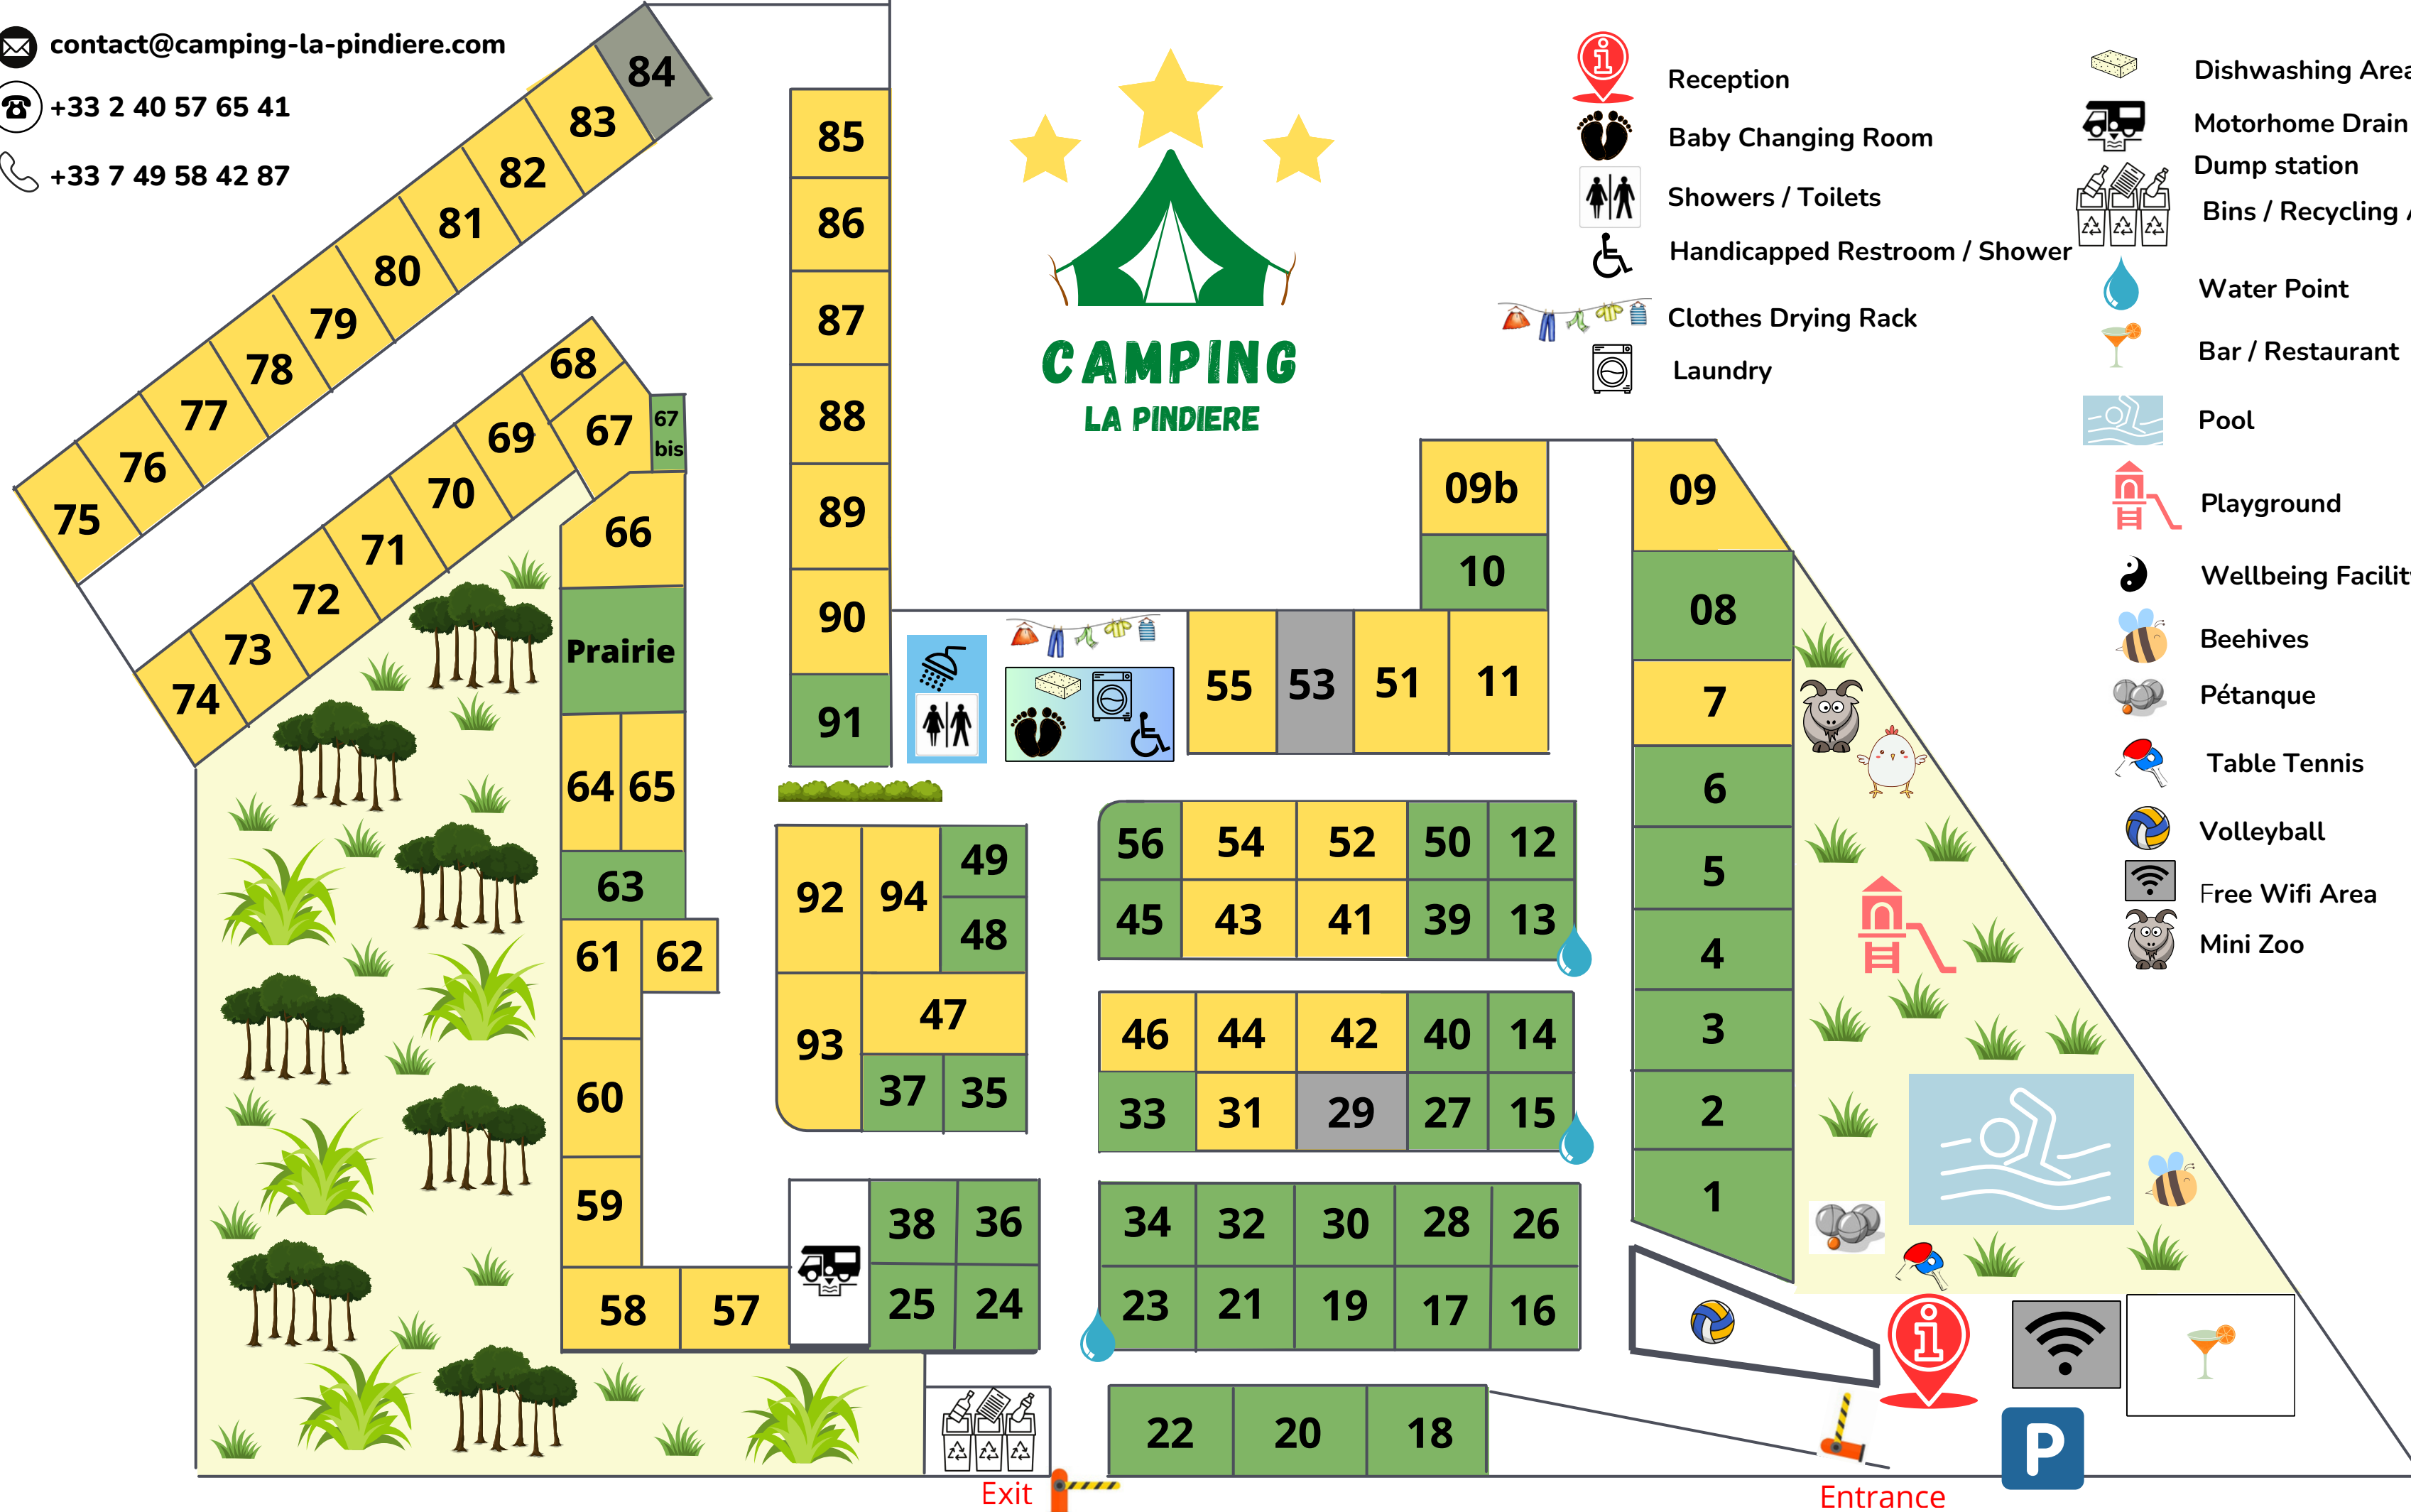 contact@camping-la-pindiere.com
+33 2 40 57 65 41
+33 7 49 58 42 87
CAMPING
LA PINDIERE
Reception
Baby Changing Room
Showers / Toilets
Handicapped Restroom / Shower
Clothes Drying Rack
Laundry
Dishwashing Area
Motorhome Drain
Dump station
Bins / Recycling
Water Point
Bar / Restaurant
Pool
Playground
Wellbeing Facility
Beehives
Pétanque
Table Tennis
Volleyball
Free Wifi Area
Mini Zoo
84
83
82
81
80
79
78
77
76
75
68
67
67
bis
69
70
71
72
73
74
66
Prairie
64 65
63
61 62
60
59
58 57
85
86
87
88
89
90
91
92 94 49
48
93 47
37 35
38 36
25 24
55 53 51 11
09b
10
09
08
7
6
5
4
3
2
1
56 54 52 50 12
45 43 41 39 13
46 44 42 40 14
33 31 29 27 15
34 32 30 28 26
23 21 19 17 16
22 20 18
P
Exit
Entrance